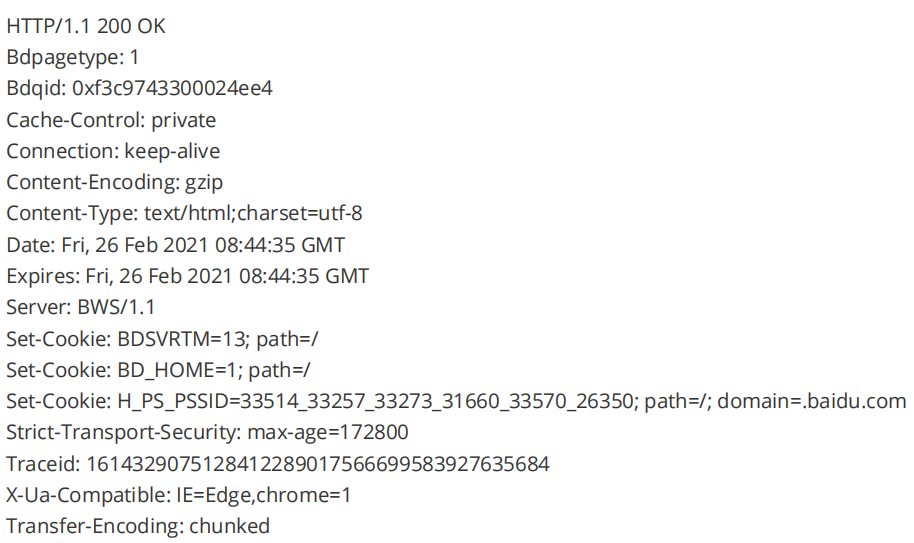 HTTP/1.1 200 OK
Bdpagetype: 1
Bdqid: 0xf3c9743300024ee4
Cache-Control: private
Connection: keep-alive
Content-Encoding: gzip
Content-Type: text/html;charset=utf-8
Date: Fri, 26 Feb 2021 08:44:35 GMT
Expires: Fri, 26 Feb 2021 08:44:35 GMT
Server: BWS/1.1
Set-Cookie: BDSVRTM=13; path=/
Set-Cookie: BD_HOME=1; path=/
Set-Cookie: H_PS_PSSID=33514_33257_33273_31660_33570_26350; path=/; domain=.baidu.com
Strict-Transport-Security: max-age=172800
Traceid: 1614329075128412289017566699583927635684
X-Ua-Compatible: IE=Edge,chrome=1
Transfer-Encoding: chunked